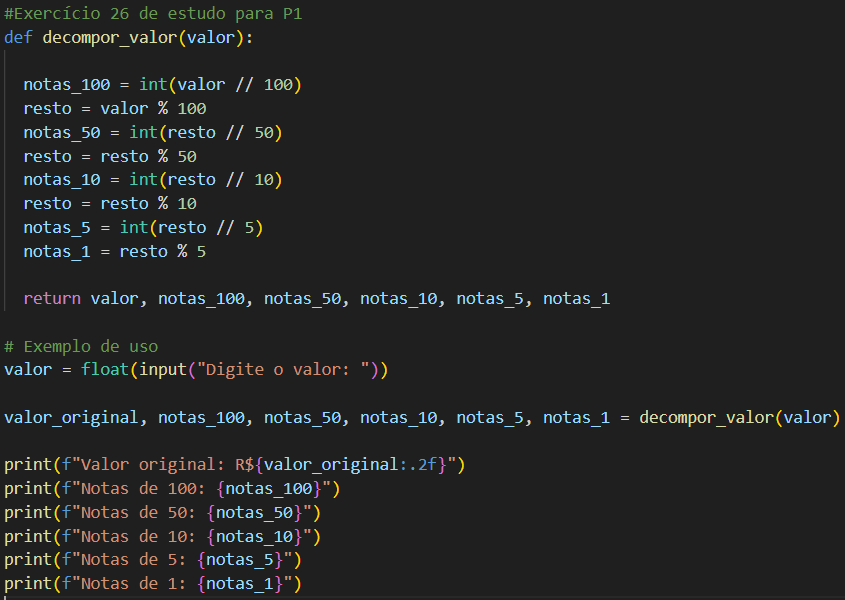 #Exercício 26 de estudo para P1
def decompor_valor(valor):
notas_100 = int(valor // 100)
resto = valor % 100
notas_50 = int(resto // 50)
resto = resto % 50
notas_10 = int(resto // 10)
resto = resto % 10
notas_5 = int(resto // 5)
notas_1 = resto % 5
return valor, notas_100, notas_50, notas_10, notas_5, notas_1
# Exemplo de uso
valor = float(input("Digite o valor: "))
valor_original, notas_100, notas_50, notas_10, notas_5, notas_1 = decompor_valor(valor)
print(f"Valor original: R${valor_original:.2f}")
print(f"Notas de 100: {notas_100}")
print(f"Notas de 50: {notas_50}")
print(f"Notas de 10: {notas_10}")
print(f"Notas de 5: {notas_5}")
print(f"Notas de 1: {notas_1}")